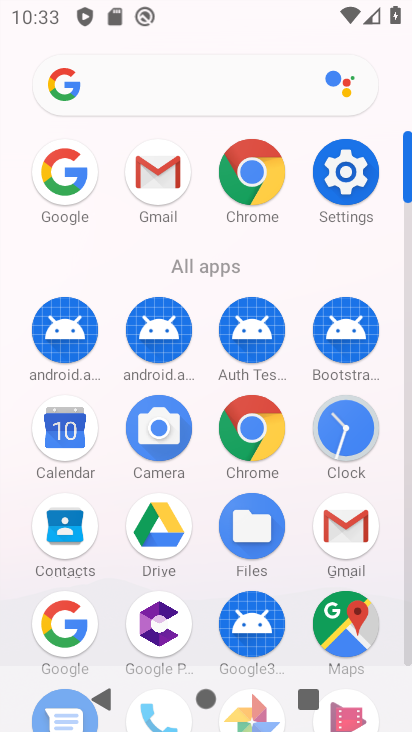 10:33
Google Gmail Chrome Settings
All apps
android.a... android.a... Auth Tes... Bootstra...
10
Calendar Camera Chrome Clock
Contacts Drive Files Gmail
Google Google P... Google3... Maps